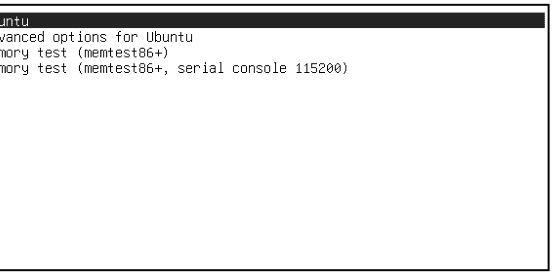 untu
vanced options for Ubuntu
mory test (memtest86+)
mory test (memtest86+, serial console 115200)